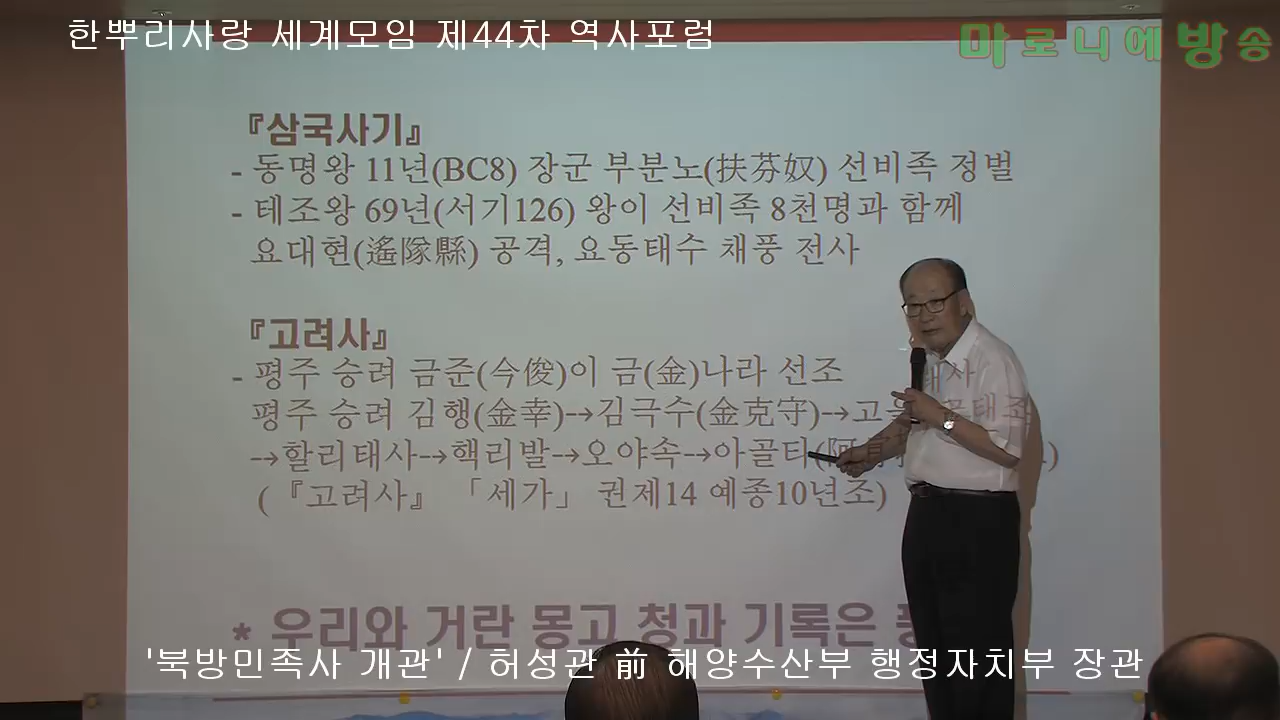 한뿌리사랑 세계모임 제44차 역사포럼
마로니에방송
『삼국사기』
- 동명왕 11년(BC8) 장군 부분노(扶芬奴) 선비족 정벌
- 테조왕 69년(서기126) 왕이 선비족 8천명과 함께
요대현(遙隊縣) 공격, 요동태수 채풍 전사
『고려사』
- 평주 승려 금준(今俊)이 금(金)나라 선조
평주 승려 김행(金幸)→김극수(金克守)→고을
→할리태사→핵리발→오야속→아골타(阿
(『고려사』 「세가」 권제14 예종10년조)
* 우리와 거란 몽고 청과 기록은
'북방민족사 개관' / 허성관 前 해양수산부 행정자치부 장관